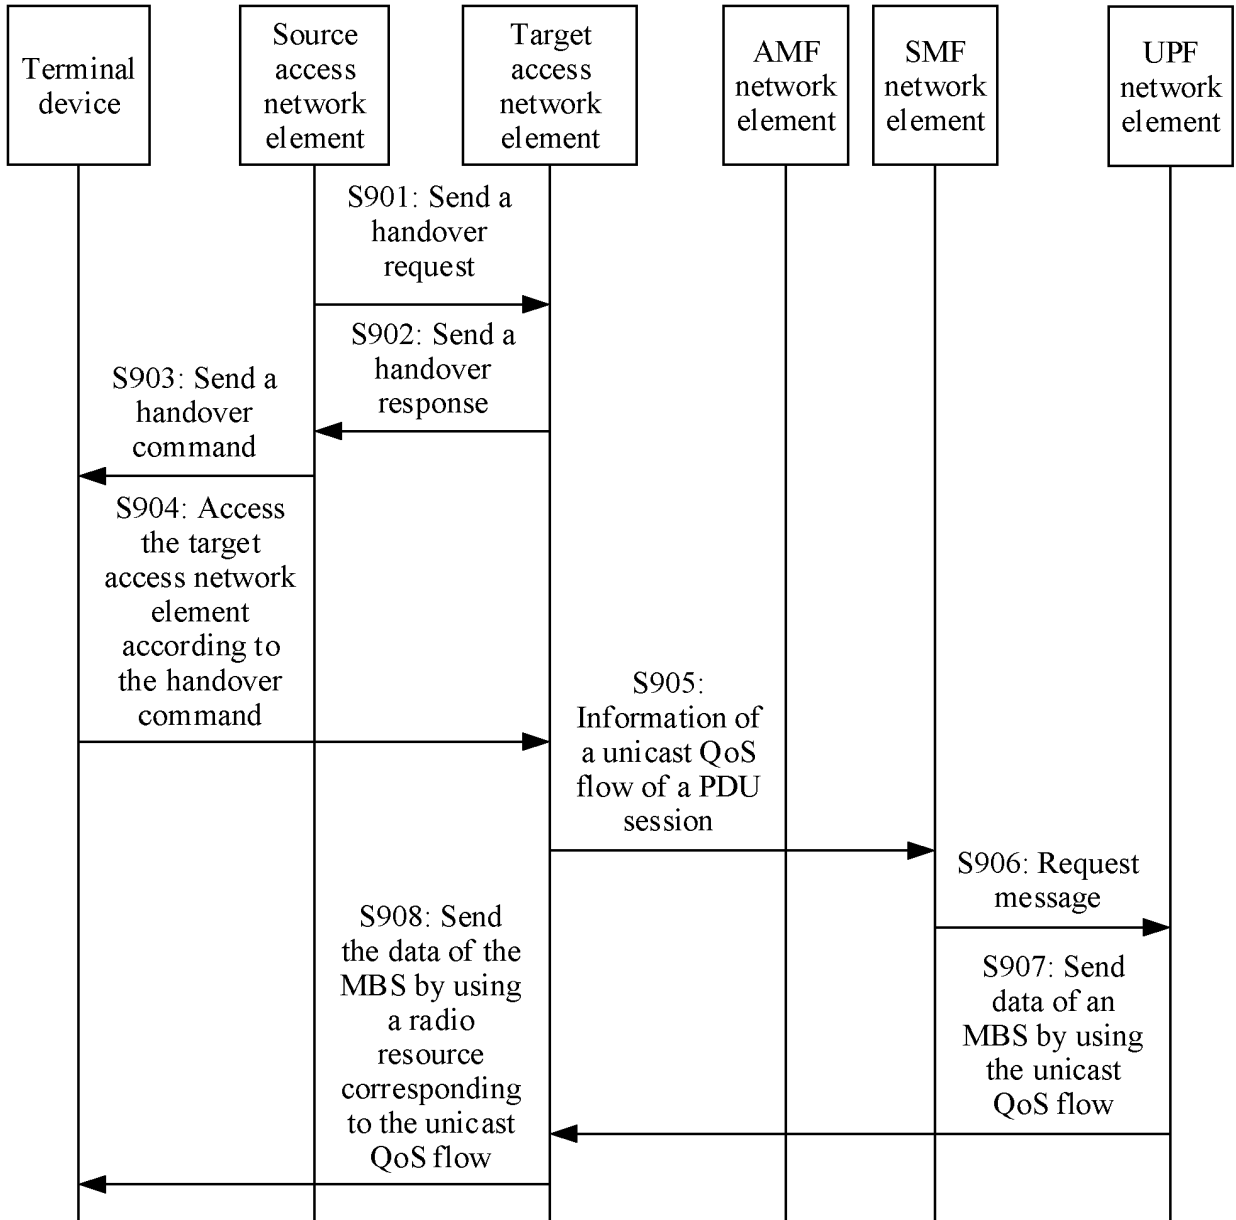 Terminal
device
Source
access
network
element
Target
access
network
element
AMF
network
element
SMF
network
element
UPF
network
element
S901: Send a
handover
request
S902: Send a
handover
response
S903: Send a
handover
command
S904: Access
the target
access network
element
according to
the handover
command
S905:
Information of
a unicast QoS
flow of a PDU
session
S906: Request
message
S907: Send
data of an
MBS by using
the unicast
QoS flow
S908: Send
the data of the
MBS by using
a radio
resource
corresponding
to the unicast
QoS flow